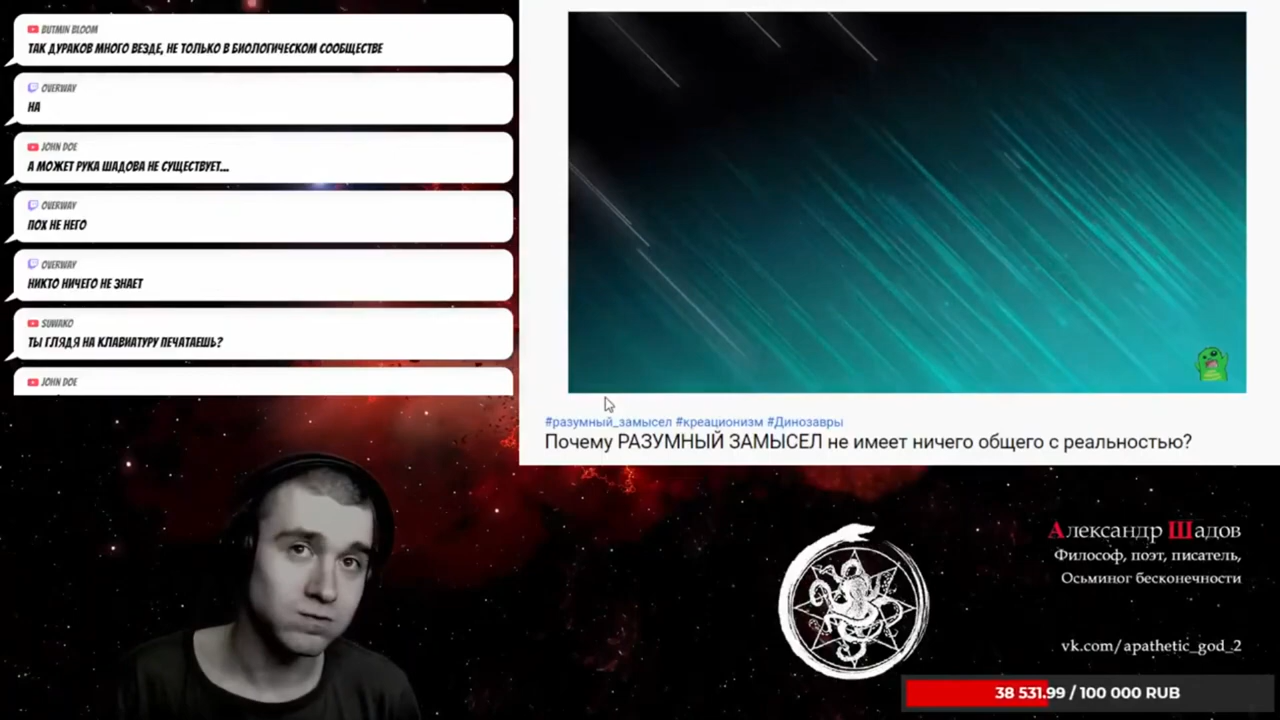 BUTMIN BLOOM
ТАК ДУРАКОВ МНОГО ВЕЗДЕ, НЕ ТОЛЬКО В БИОЛОГИЧЕСКОМ СООБЩЕСТВЕ
OVERWAY
НА
JOHN DOE
А МОЖЕТ РУКА ШАДОВА НЕ СУЩЕСТВУЕТ...
OVERWAY
ПОХ НЕ НЕГО
OVERWAY
НИКТО НИЧЕГО НЕ ЗНАЕТ
SUWAKO
ТЫ ГЛЯДЯ НА КЛАВИАТУРУ ПЕЧАТАЕШЬ?
JOHN DOE
#разумный_замысел #креационизм #Динозавры
Почему РАЗУМНЫЙ ЗАМЫСЕЛ не имеет ничего общего с реальностью?
Александр Шадов
Философ, поэт, писатель,
Осьминог бесконечности
vk.com/apathetic_god_2
38 531.99 / 100 000 RUB